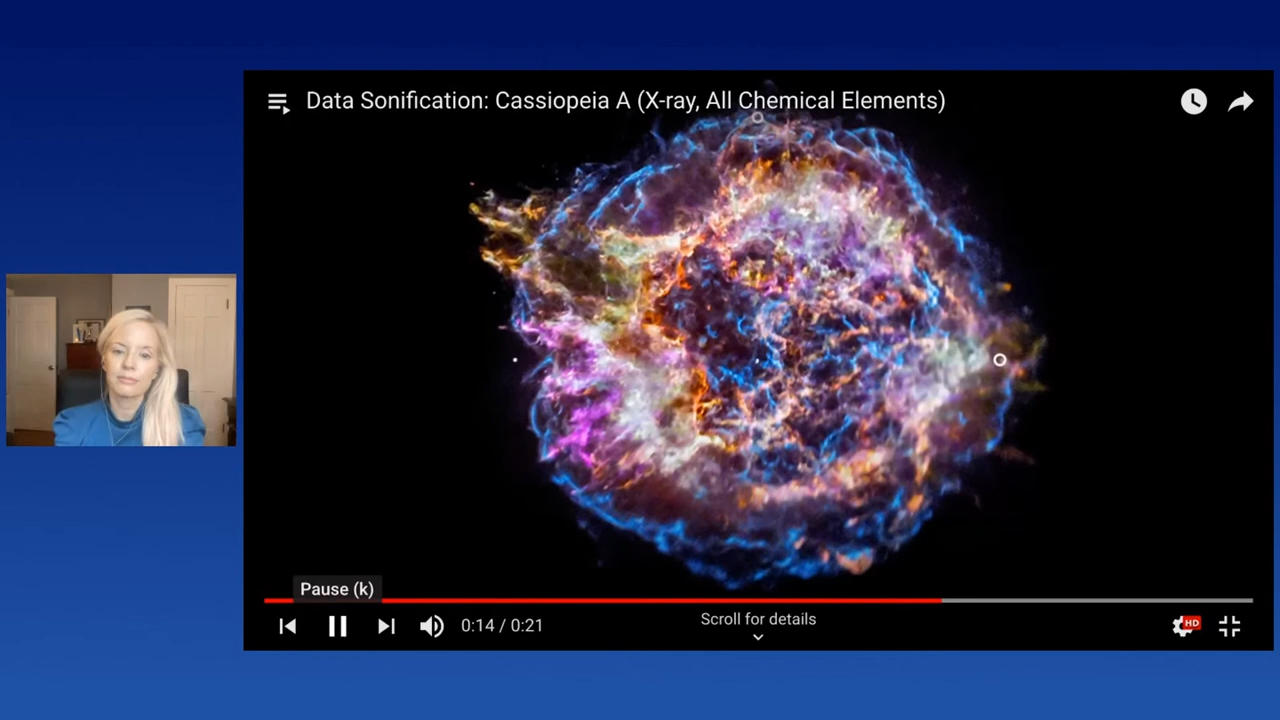 Data Sonification: Cassiopeia A (X-ray, All Chemical Elements)
Pause (k)
0:14 / 0:21
Scroll for details
HD